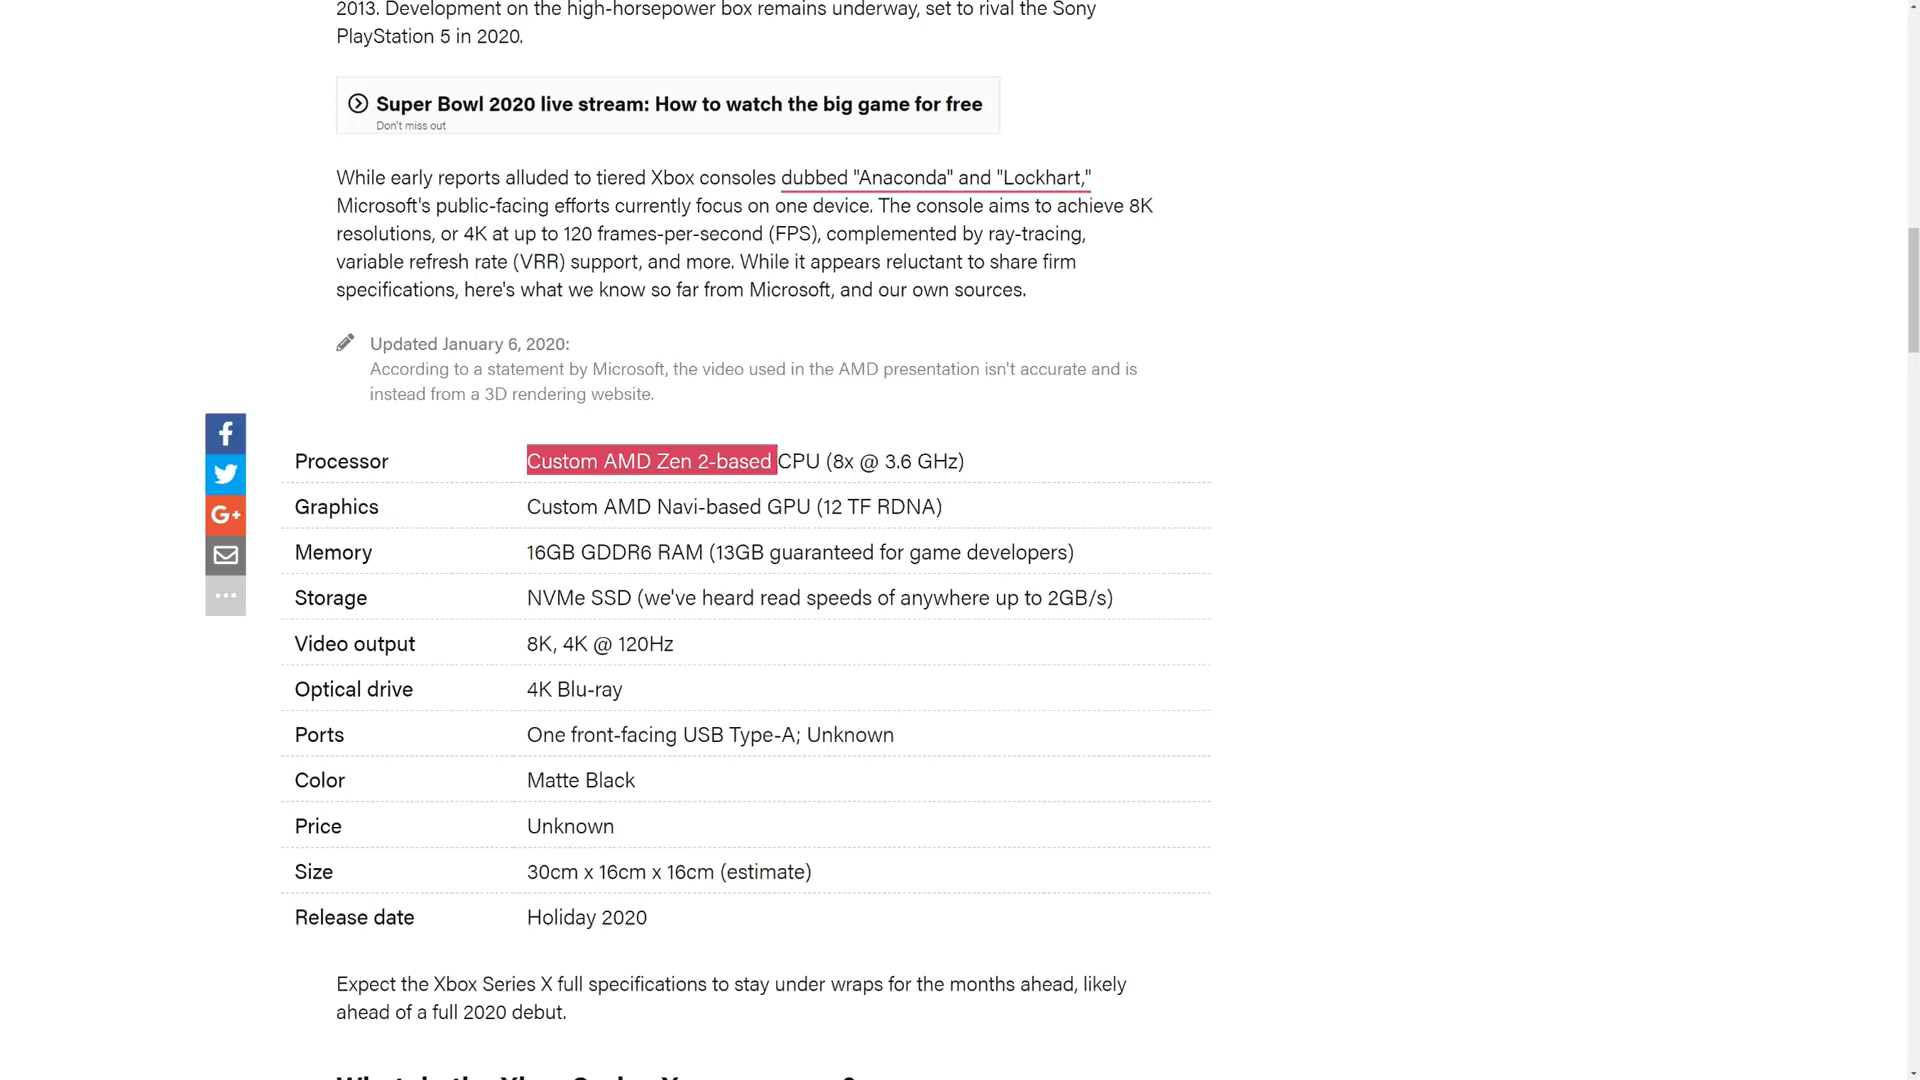 2013. Development on the high-horsepower box remains underway, set to rival the Sony
PlayStation 5 in 2020.
Super Bowl 2020 live stream: How to watch the big game for free
Don't miss out
While early reports alluded to tiered Xbox consoles dubbed "Anaconda" and "Lockhart,"
Microsoft's public-facing efforts currently focus on one device. The console aims to achieve 8K
resolutions, or 4K at up to 120 frames-per-second (FPS), complemented by ray-tracing,
variable refresh rate (VRR) support, and more. While it appears reluctant to share firm
specifications, here's what we know so far from Microsoft, and our own sources.
Updated January 6, 2020:
According to a statement by Microsoft, the video used in the AMD presentation isn't accurate and is
instead from a 3D rendering website.
Processor Custom AMD Zen 2-based CPU (8x @ 3.6 GHz)
Graphics Custom AMD Navi-based GPU (12 TF RDNA)
Memory 16GB GDDR6 RAM (13GB guaranteed for game developers)
Storage NVMe SSD (we've heard read speeds of anywhere up to 2GB/s)
Video output 8K, 4K @ 120Hz
Optical drive 4K Blu-ray
Ports One front-facing USB Type-A; Unknown
Color Matte Black
Price Unknown
Size 30cm x 16cm x 16cm (estimate)
Release date Holiday 2020
Expect the Xbox Series X full specifications to stay under wraps for the months ahead, likely
ahead of a full 2020 debut.